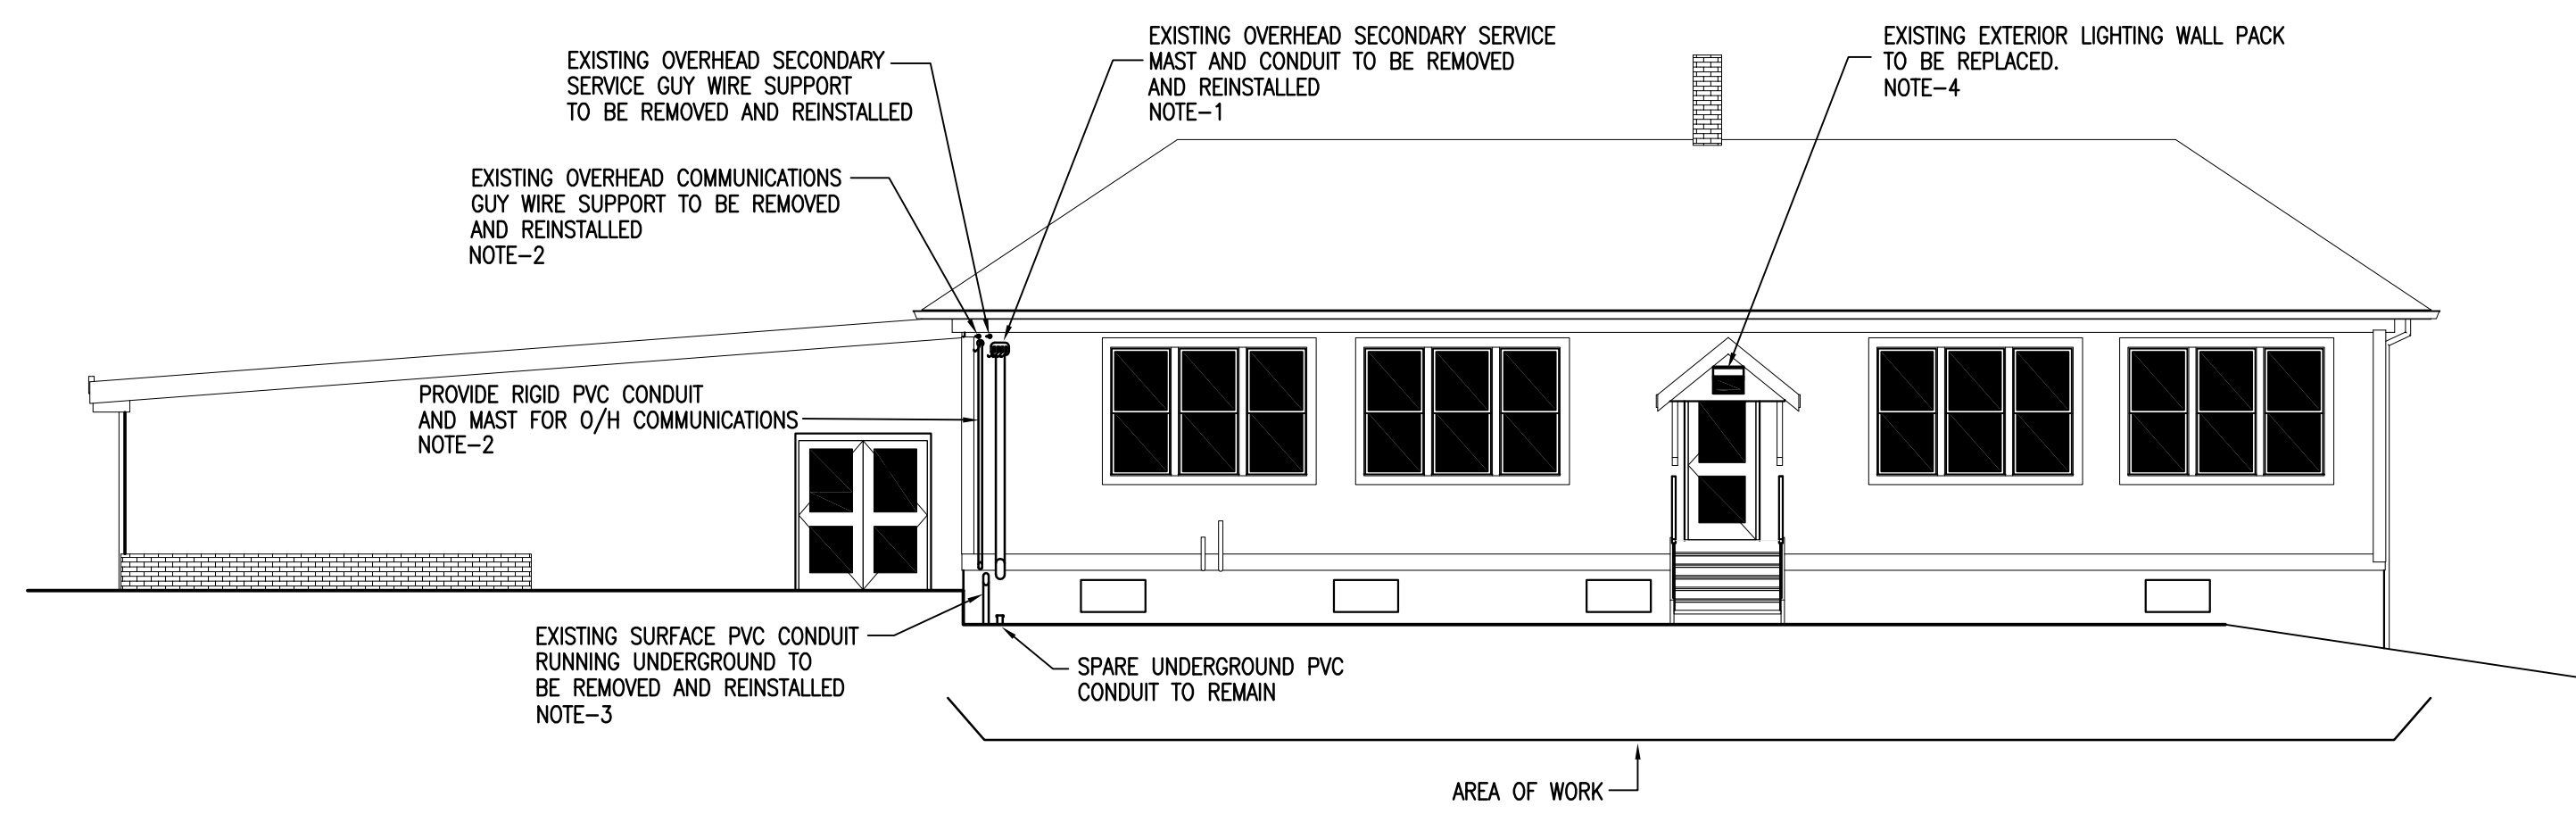 EXISTING OVERHEAD SECONDARY
SERVICE GUY WIRE SUPPORT
TO BE REMOVED AND REINSTALLED
EXISTING OVERHEAD SECONDARY SERVICE
MAST AND CONDUIT TO BE REMOVED
AND REINSTALLED
NOTE-1
EXISTING EXTERIOR LIGHTING WALL PACK
TO BE REPLACED.
NOTE-4
EXISTING OVERHEAD COMMUNICATIONS
GUY WIRE SUPPORT TO BE REMOVED
AND REINSTALLED
NOTE-2
PROVIDE RIGID PVC CONDUIT
AND MAST FOR O/H COMMUNICATIONS
NOTE-2
EXISTING SURFACE PVC CONDUIT
RUNNING UNDERGROUND TO
BE REMOVED AND REINSTALLED
NOTE-3
SPARE UNDERGROUND PVC
CONDUIT TO REMAIN
AREA OF WORK